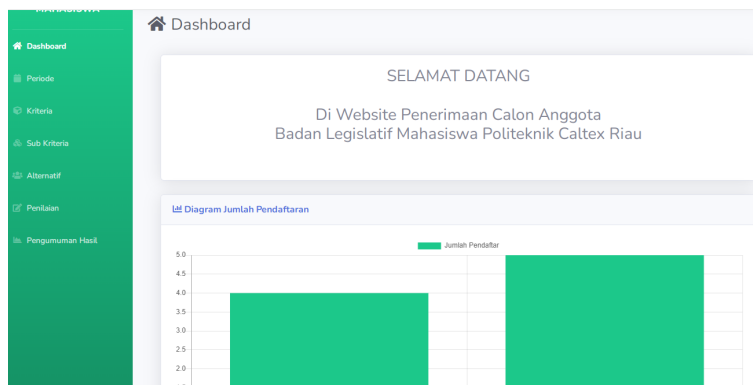 MAHASISWA
Dashboard
Periode
Kriteria
Sub Kriteria
Alternatif
Penilaian
Pengumuman Hasil
Dashboard
SELAMAT DATANG
Di Website Penerimaan Calon Anggota
Badan Legislatif Mahasiswa Politeknik Caltex Riau
Diagram Jumlah Pendaftaran
Jumlah Pendaftar
5.0
4.5
4.0
3.5
3.0
2.5
2.0